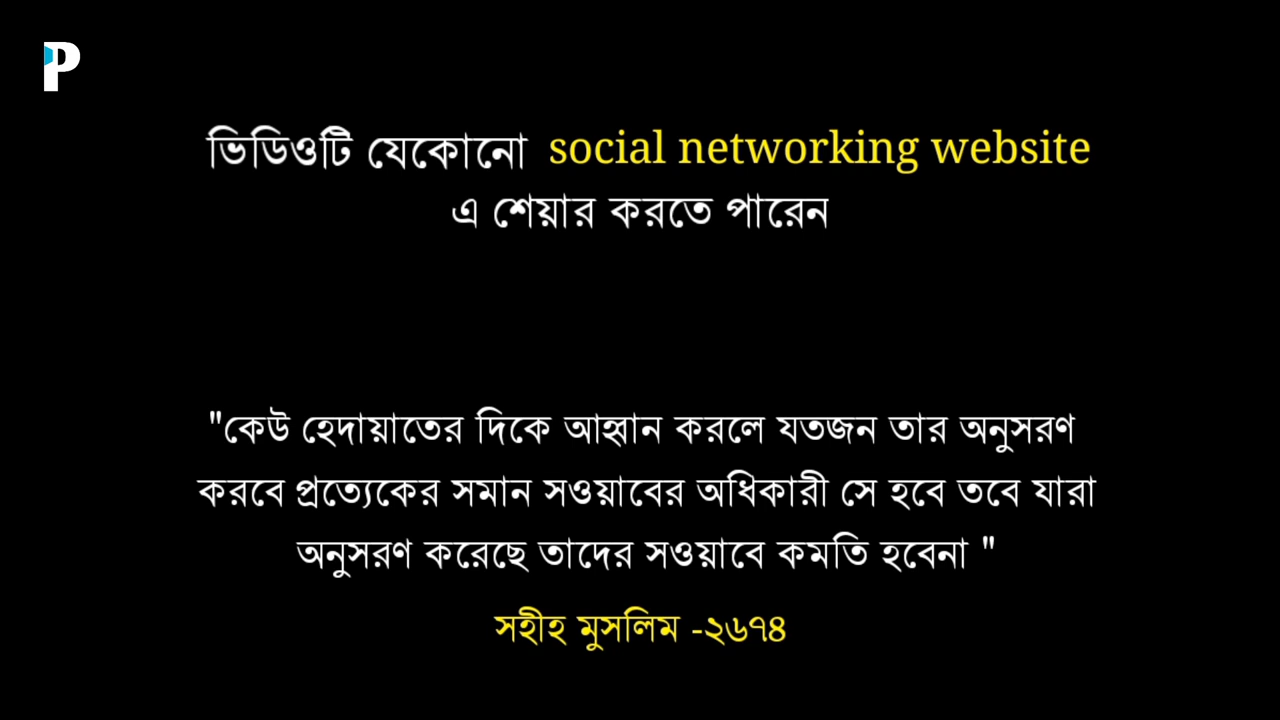 P
ভিডিওটি যেকোনো social networking website
এ শেয়ার করতে পারেন
"কেউ হেদায়াতের দিকে আহ্বান করলে যতজন তার অনুসরণ
করবে প্রত্যেকের সমান সওয়াবের অধিকারী সে হবে তবে যারা
অনুসরণ করেছে তাদের সওয়াবে কমতি হবেনা "
সহীহ মুসলিম -২৬৭৪